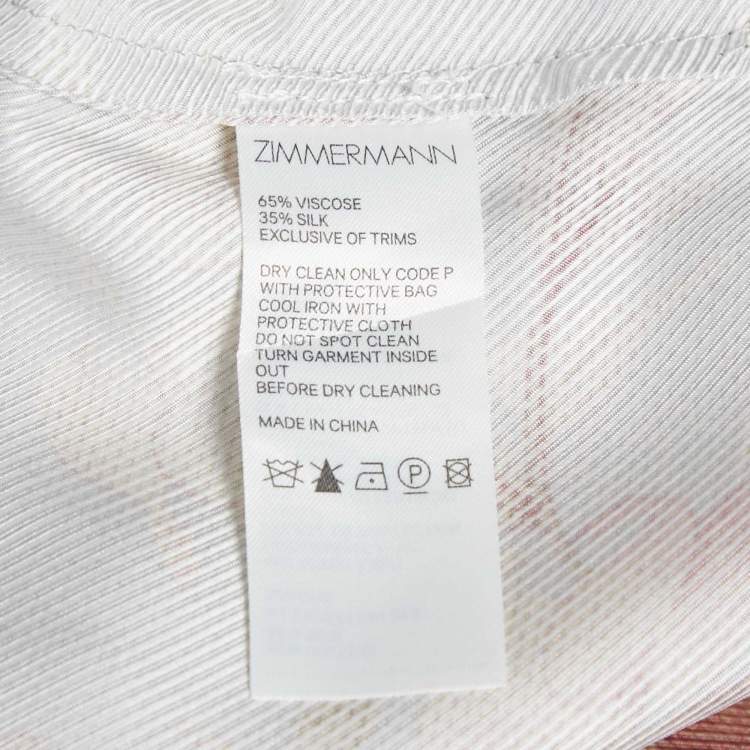 ZIMMERMANN
65% VISCOSE
35% SILK
EXCLUSIVE OF TRIMS
DRY CLEAN ONLY CODE P
WITH PROTECTIVE BAG
COOL IRON WITH
PROTECTIVE CLOTH
DO NOT SPOT CLEAN
TURN GARMENT INSIDE
OUT
BEFORE DRY CLEANING
MADE IN CHINA
P